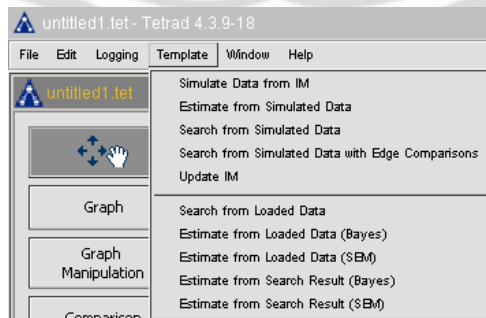 untitled1.tet - Tetrad 4.3.9-18
File Edit Logging Template Window Help
untitled1.tet
Graph
Graph
Manipulation
Comparison
Simulate Data from IM
Estimate from Simulated Data
Search from Simulated Data
Search from Simulated Data with Edge Comparisons
Update IM
Search from Loaded Data
Estimate from Loaded Data (Bayes)
Estimate from Loaded Data (SEM)
Estimate from Search Result (Bayes)
Estimate from Search Result (SEM)